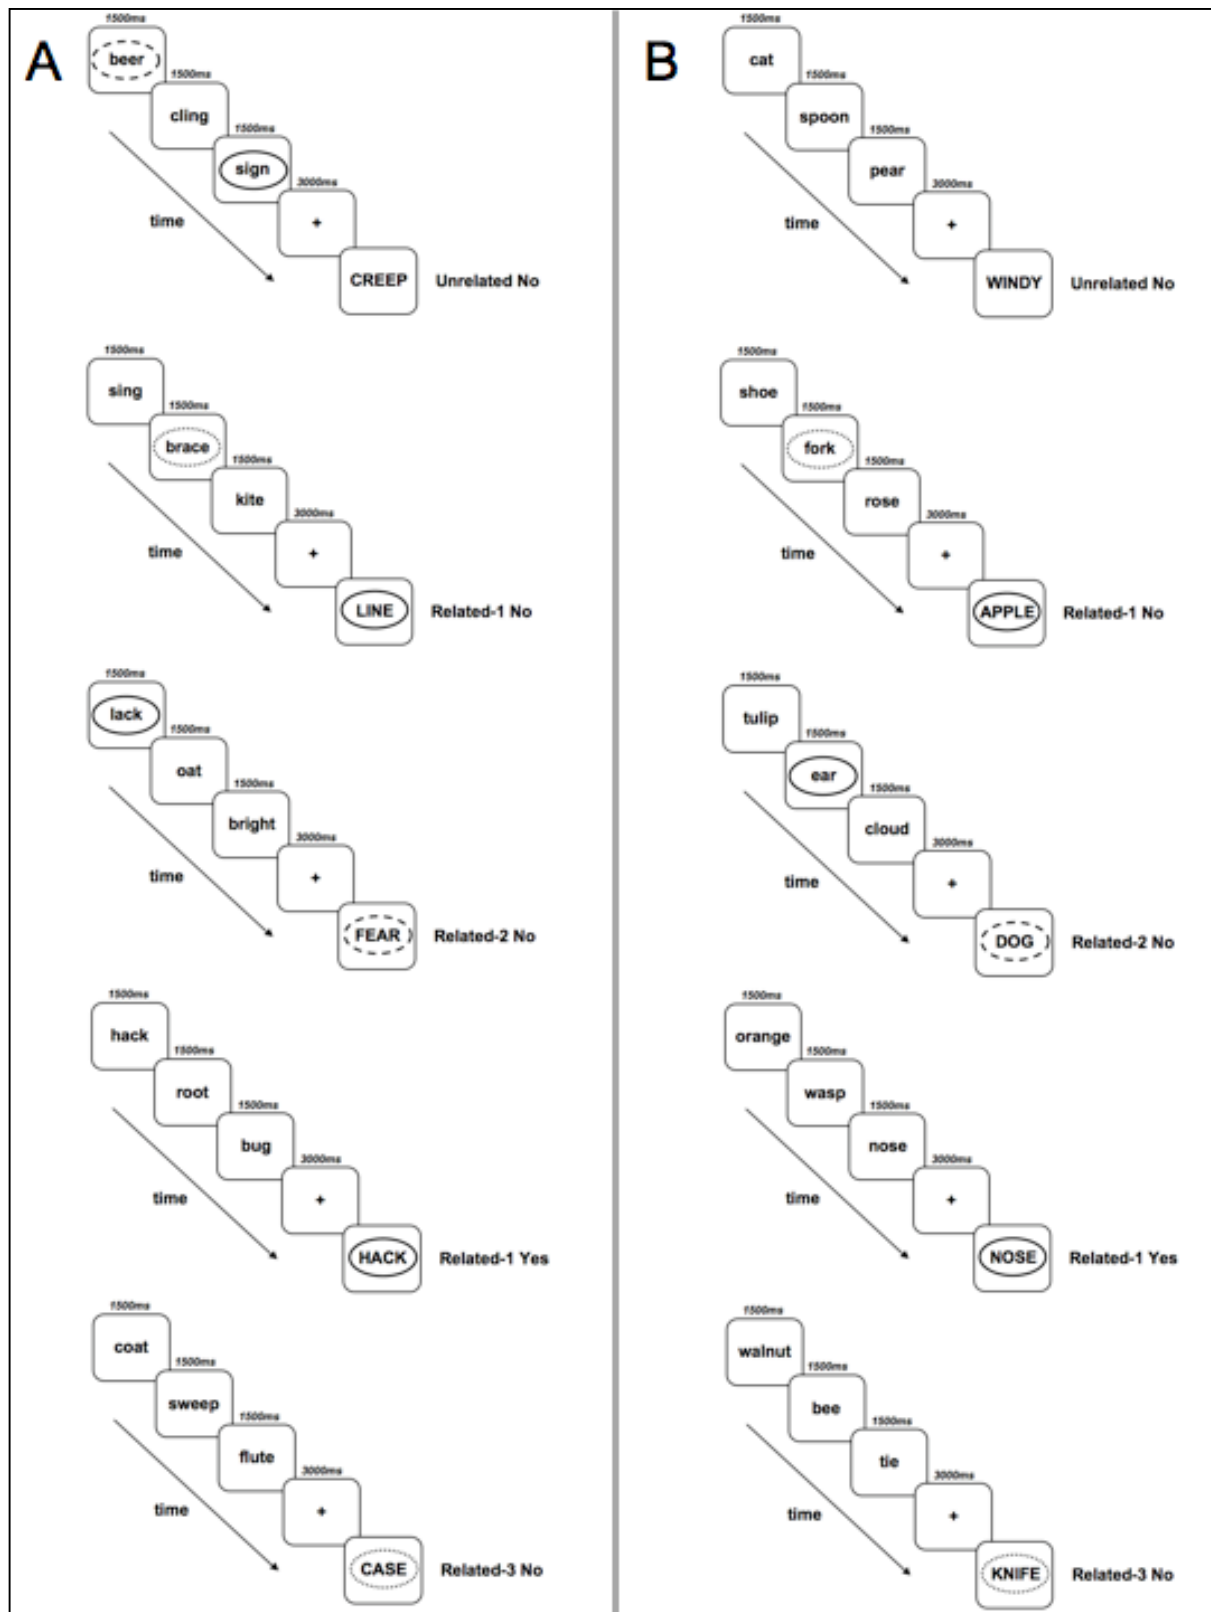 A
1500ms
beer
1500ms
cling
1500ms
sign
3000ms
+
time
CREEP
Unrelated No
1500ms
sing
1500ms
brace
1500ms
kite
3000ms
+
time
LINE
Related-1 No
1500ms
lack
1500ms
oat
1500ms
bright
3000ms
+
time
FEAR
Related-2 No
1500ms
hack
1500ms
root
1500ms
bug
3000ms
+
time
HACK
Related-1 Yes
1500ms
coat
1500ms
sweep
1500ms
flute
3000ms
+
time
CASE
Related-3 No
B
1500ms
cat
1500ms
spoon
1500ms
pear
3000ms
+
time
WINDY
Unrelated No
1500ms
shoe
1500ms
fork
1500ms
rose
3000ms
+
time
APPLE
Related-1 No
1500ms
tulip
1500ms
ear
1500ms
cloud
3000ms
+
time
DOG
Related-2 No
1500ms
orange
1500ms
wasp
1500ms
nose
3000ms
+
time
NOSE
Related-1 Yes
1500ms
walnut
1500ms
bee
1500ms
tie
3000ms
+
time
KNIFE
Related-3 No